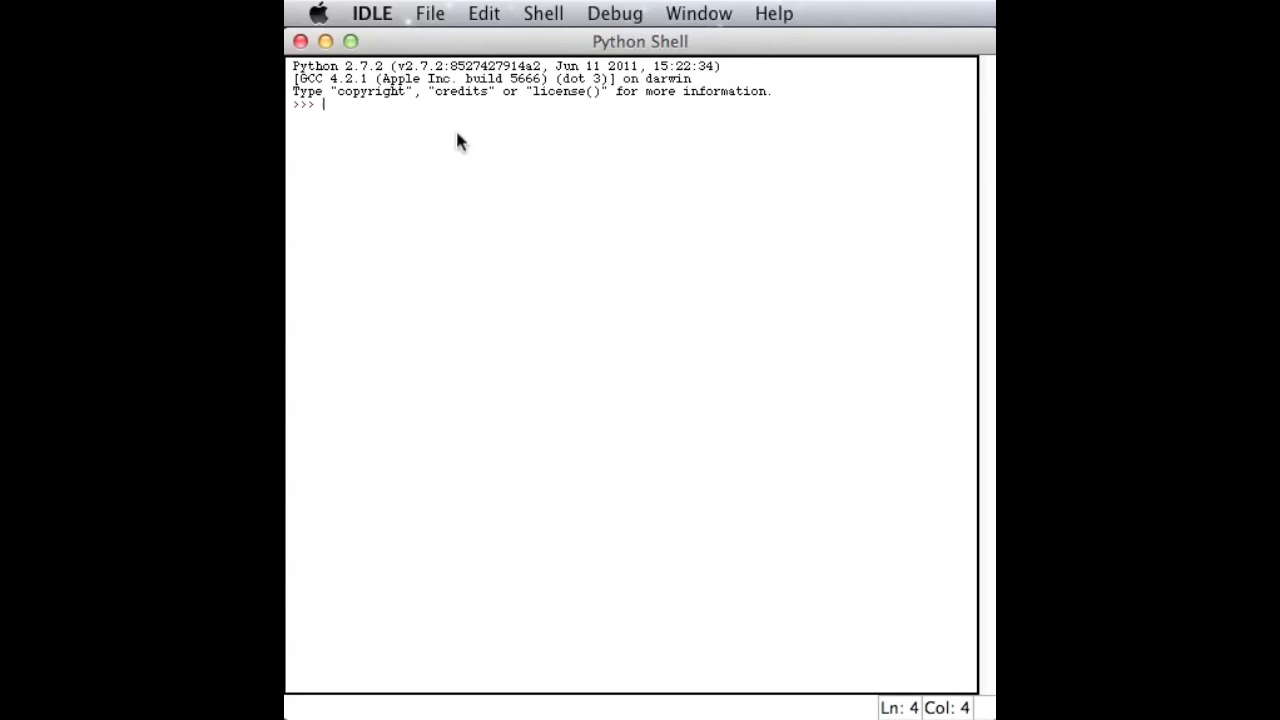 IDLE File Edit Shell Debug Window Help
Python Shell
Python 2.7.2 (v2.7.2:8527427914a2, Jun 11 2011, 15:22:34)
[GCC 4.2.1 (Apple Inc. build 5666) (dot 3)] on darwin
Type "copyright", "credits" or "license()" for more information.
>>>
Ln: 4 Col: 4